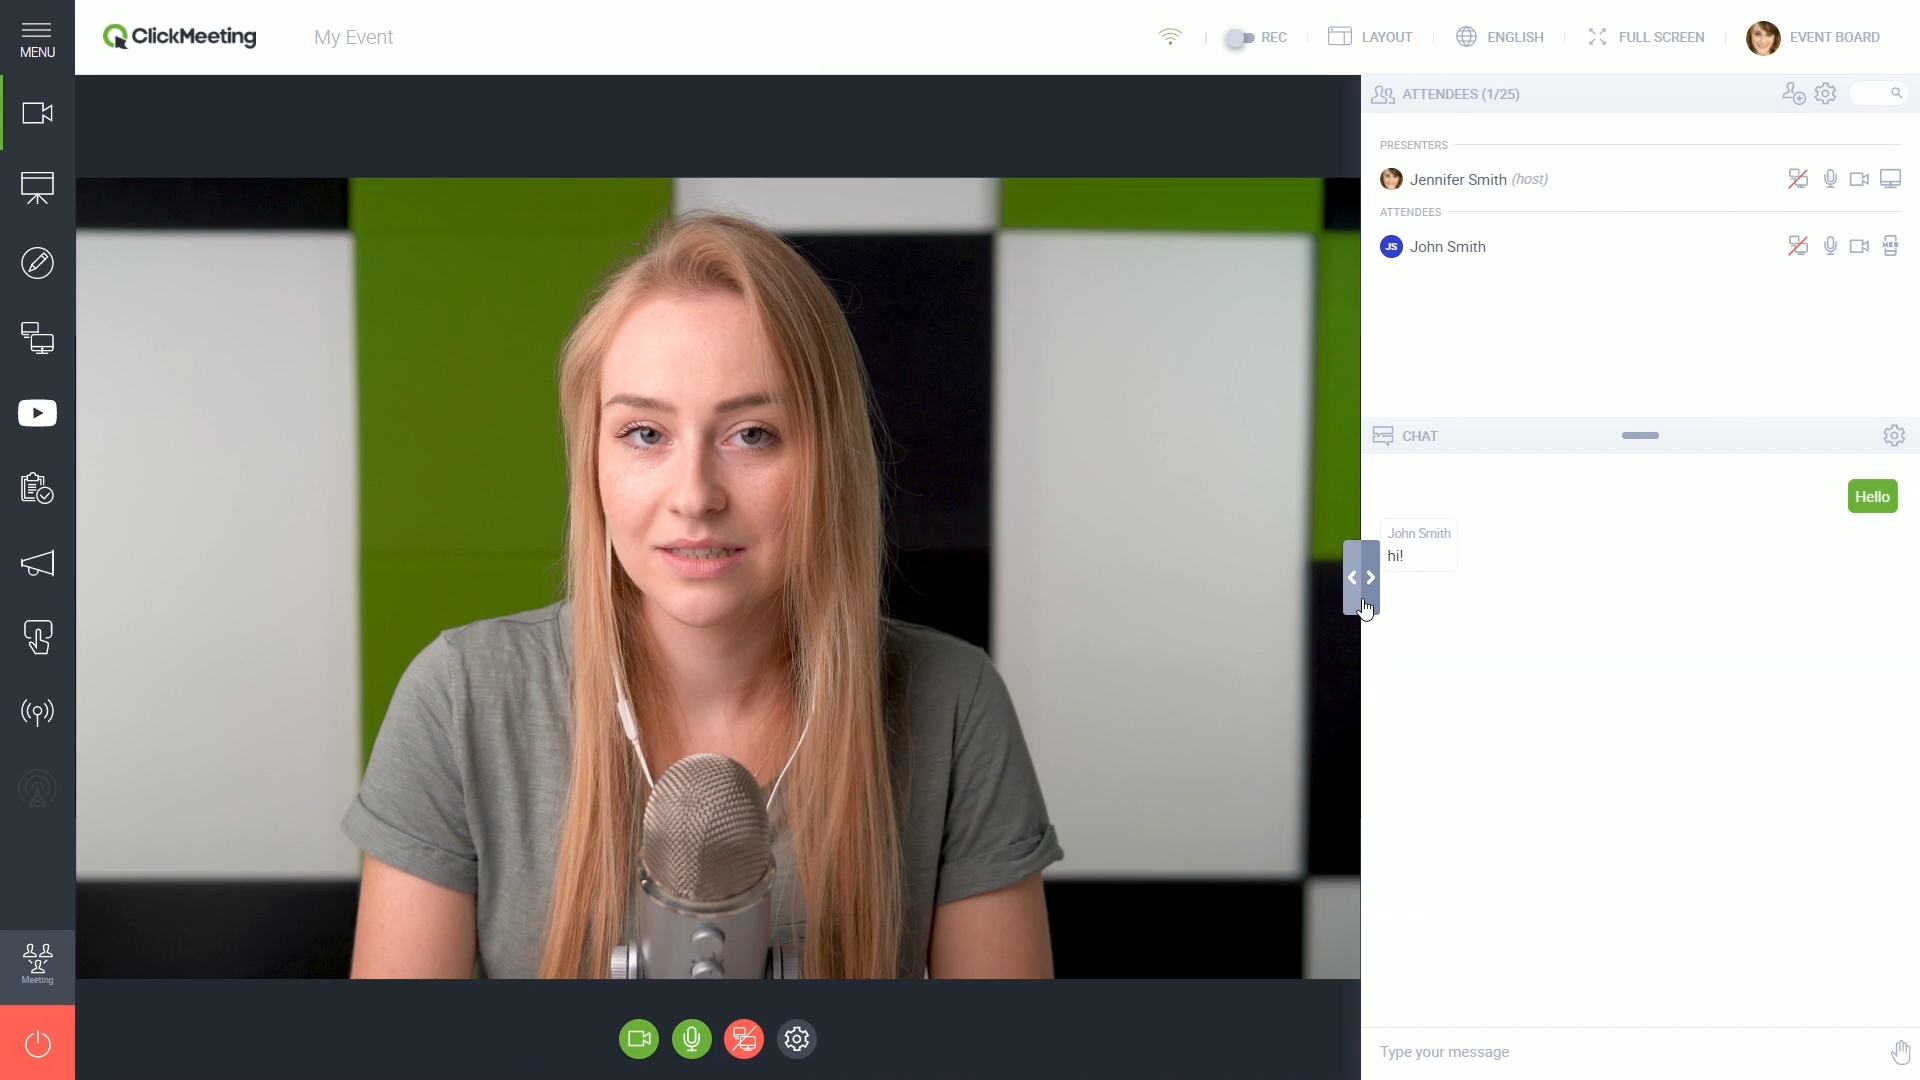 MENU
ClickMeeting
My Event
REC
LAYOUT
ENGLISH
FULL SCREEN
EVENT BOARD
ATTENDEES (1/25)
PRESENTERS
Jennifer Smith (host)
ATTENDEES
JS John Smith
WEB
CHAT
Hello
John Smith
hi!
Meeting
Type your message